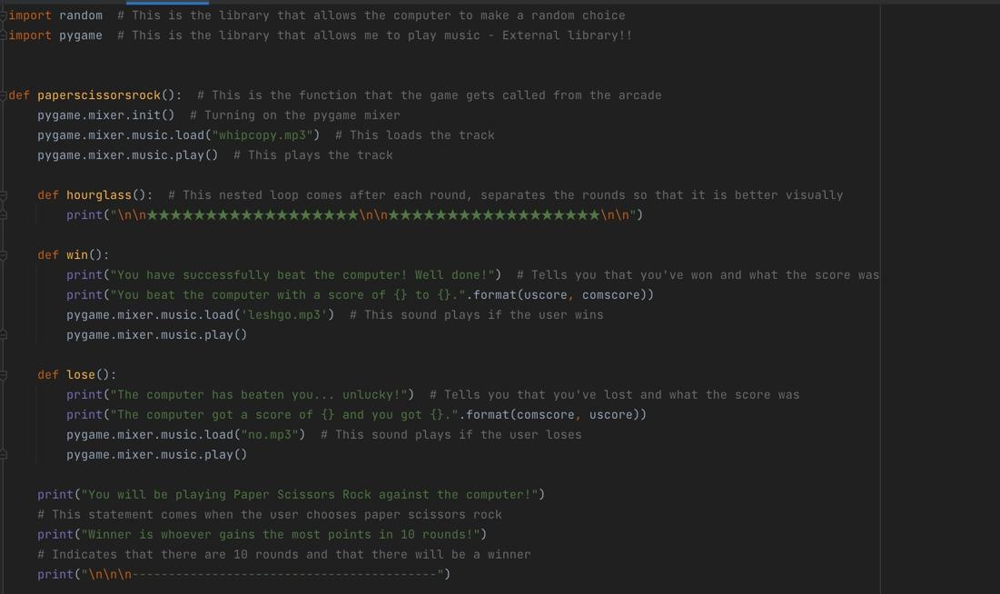 import random  # This is the library that allows the computer to make a random choice
import pygame  # This is the library that allows me to play music - External library!!
def paperscissorsrock():  # This is the function that the game gets called from the arcade
    pygame.mixer.init()  # Turning on the pygame mixer
    pygame.mixer.music.load("whipcopy.mp3")  # This loads the track
    pygame.mixer.music.play()  # This plays the track
    def hourglass():  # This nested loop comes after each round, separates the rounds so that it is better visually
        print("\n\n★★★★★★★★★★★★★★★★★★\n\n★★★★★★★★★★★★★★★★★★\n\n")
    def win():
        print("You have successfully beat the computer! Well done!")  # Tells you that you've won and what the score was
        print("You beat the computer with a score of {} to {}.".format(uscore, comscore))
        pygame.mixer.music.load('leshgo.mp3')  # This sound plays if the user wins
        pygame.mixer.music.play()
    def lose():
        print("The computer has beaten you... unlucky!")  # Tells you that you've lost and what the score was
        print("The computer got a score of {} and you got {}.".format(comscore, uscore))
        pygame.mixer.music.load("no.mp3")  # This sound plays if the user loses
        pygame.mixer.music.play()
    print("You will be playing Paper Scissors Rock against the computer!")
    # This statement comes when the user chooses paper scissors rock
    print("Winner is whoever gains the most points in 10 rounds!")
    # Indicates that there are 10 rounds and that there will be a winner
    print("\n\n\n------------------------------------------")